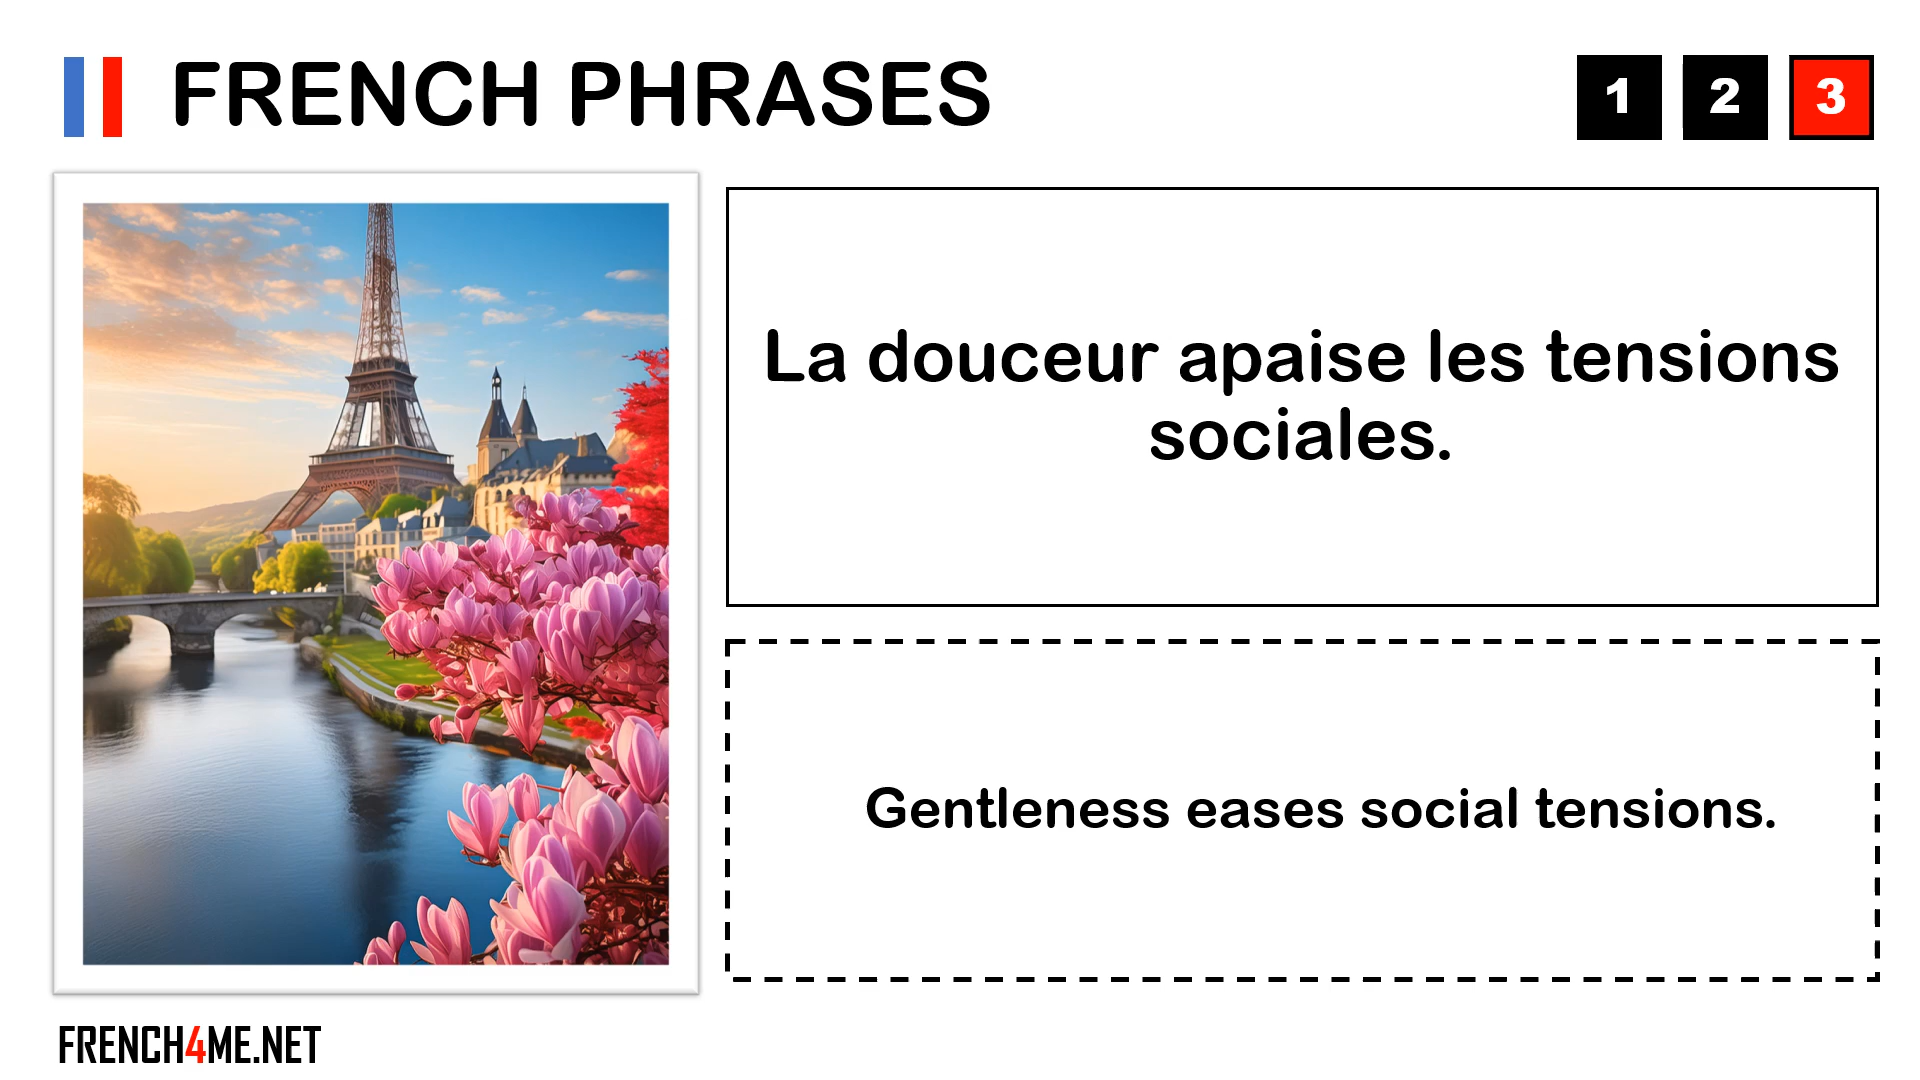 FRENCH PHRASES
1 2 3
La douceur apaise les tensions
sociales.
Gentleness eases social tensions.
FRENCH4ME.NET